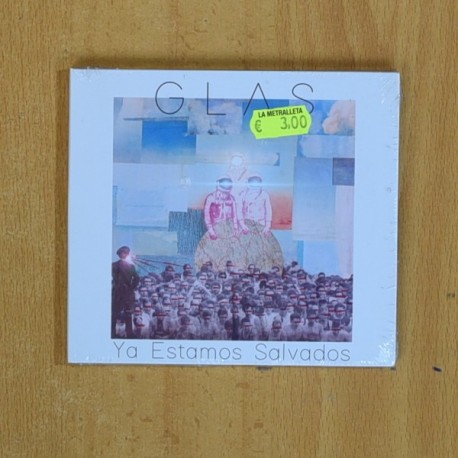 GLAS
LA METRALLETA
€ 3.00
Ya Estamos Salvados